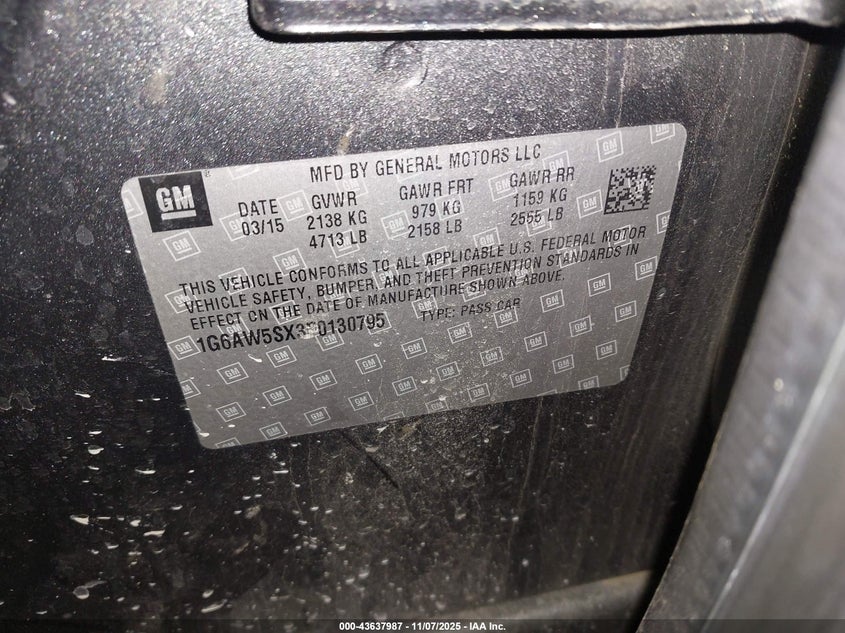 GM
MFD BY GENERAL MOTORS LLC
DATE GVWR GAWR FRT GAWR RR
03/15 2138 KG 979 KG 1159 KG
4713 LB 2158 LB 2555 LB
THIS VEHICLE CONFORMS TO ALL APPLICABLE U.S. FEDERAL MOTOR
VEHICLE SAFETY, BUMPER, AND THEFT PREVENTION STANDARDS IN
EFFECT ON THE DATE OF MANUFACTURE SHOWN ABOVE.
1G6AW5SX3F0130795 TYPE: PASS CAR
000-43637987 - 11/07/2025 - IAA Inc.